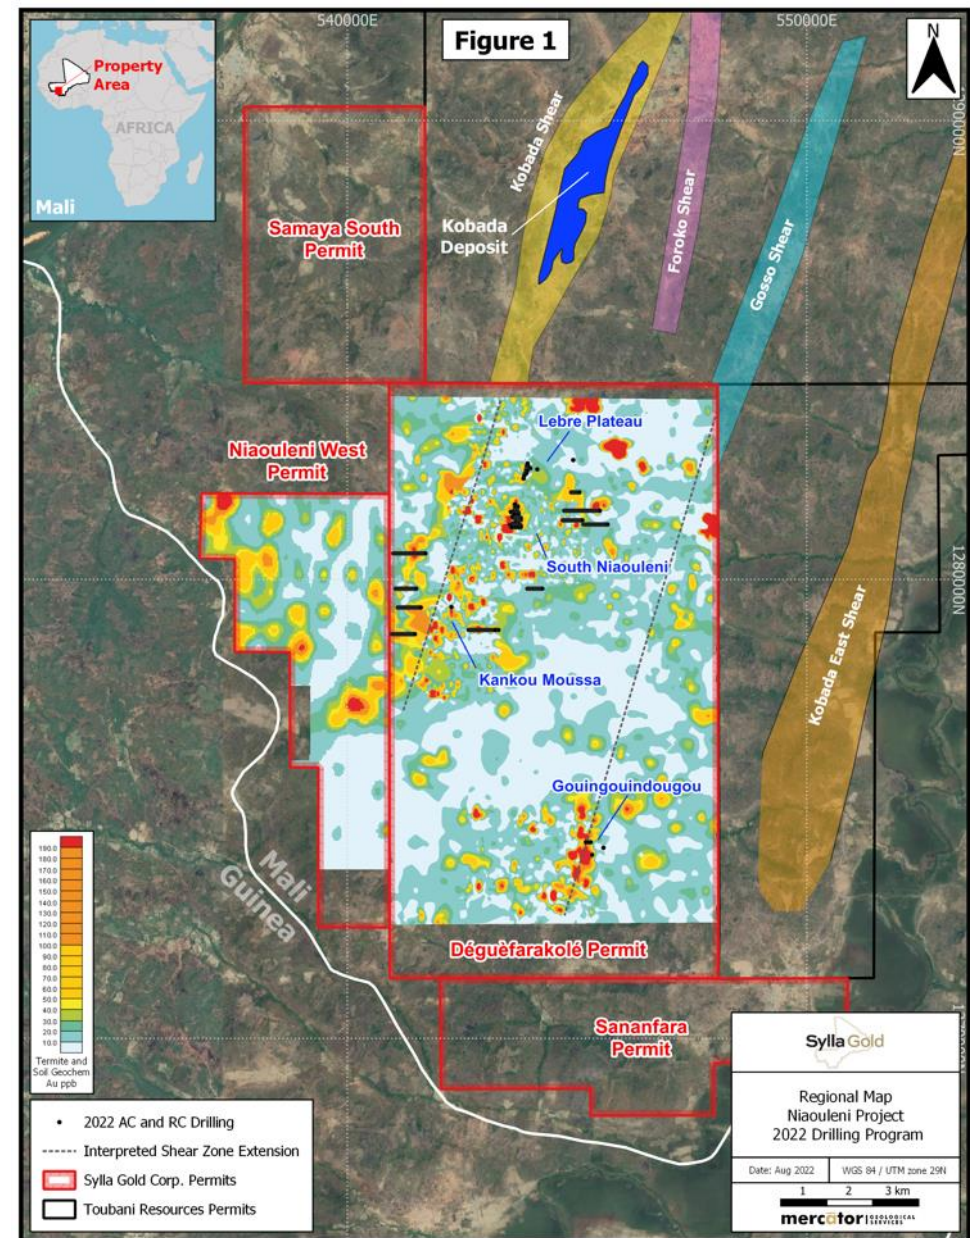 540000E
550000E
Figure 1
N
Property
Area
AFRICA
Mali
1290000N
Kobada Shear
Kobada
Deposit
Foroko Shear
Gosso Shear
Samaya South
Permit
Niaouleni West
Permit
Lebre Plateau
South Niaouleni
1280000N
Kankou Moussa
Kobada East Shear
Gouingouindougou
Mali
Guinea
Déguèfarakolé Permit
Sananfara
Permit
190.0
180.0
170.0
160.0
150.0
140.0
130.0
120.0
110.0
100.0
90.0
80.0
70.0
60.0
50.0
40.0
30.0
20.0
10.0
Termite and
Soil Geochem
Au ppb
2022 AC and RC Drilling
Interpreted Shear Zone Extension
Sylla Gold Corp. Permits
Toubani Resources Permits
Sylla Gold
Regional Map
Niaouleni Project
2022 Drilling Program
Date: Aug 2022 WGS 84 / UTM zone 29N
1 2 3 km
mercator GEOLOGICAL SERVICES